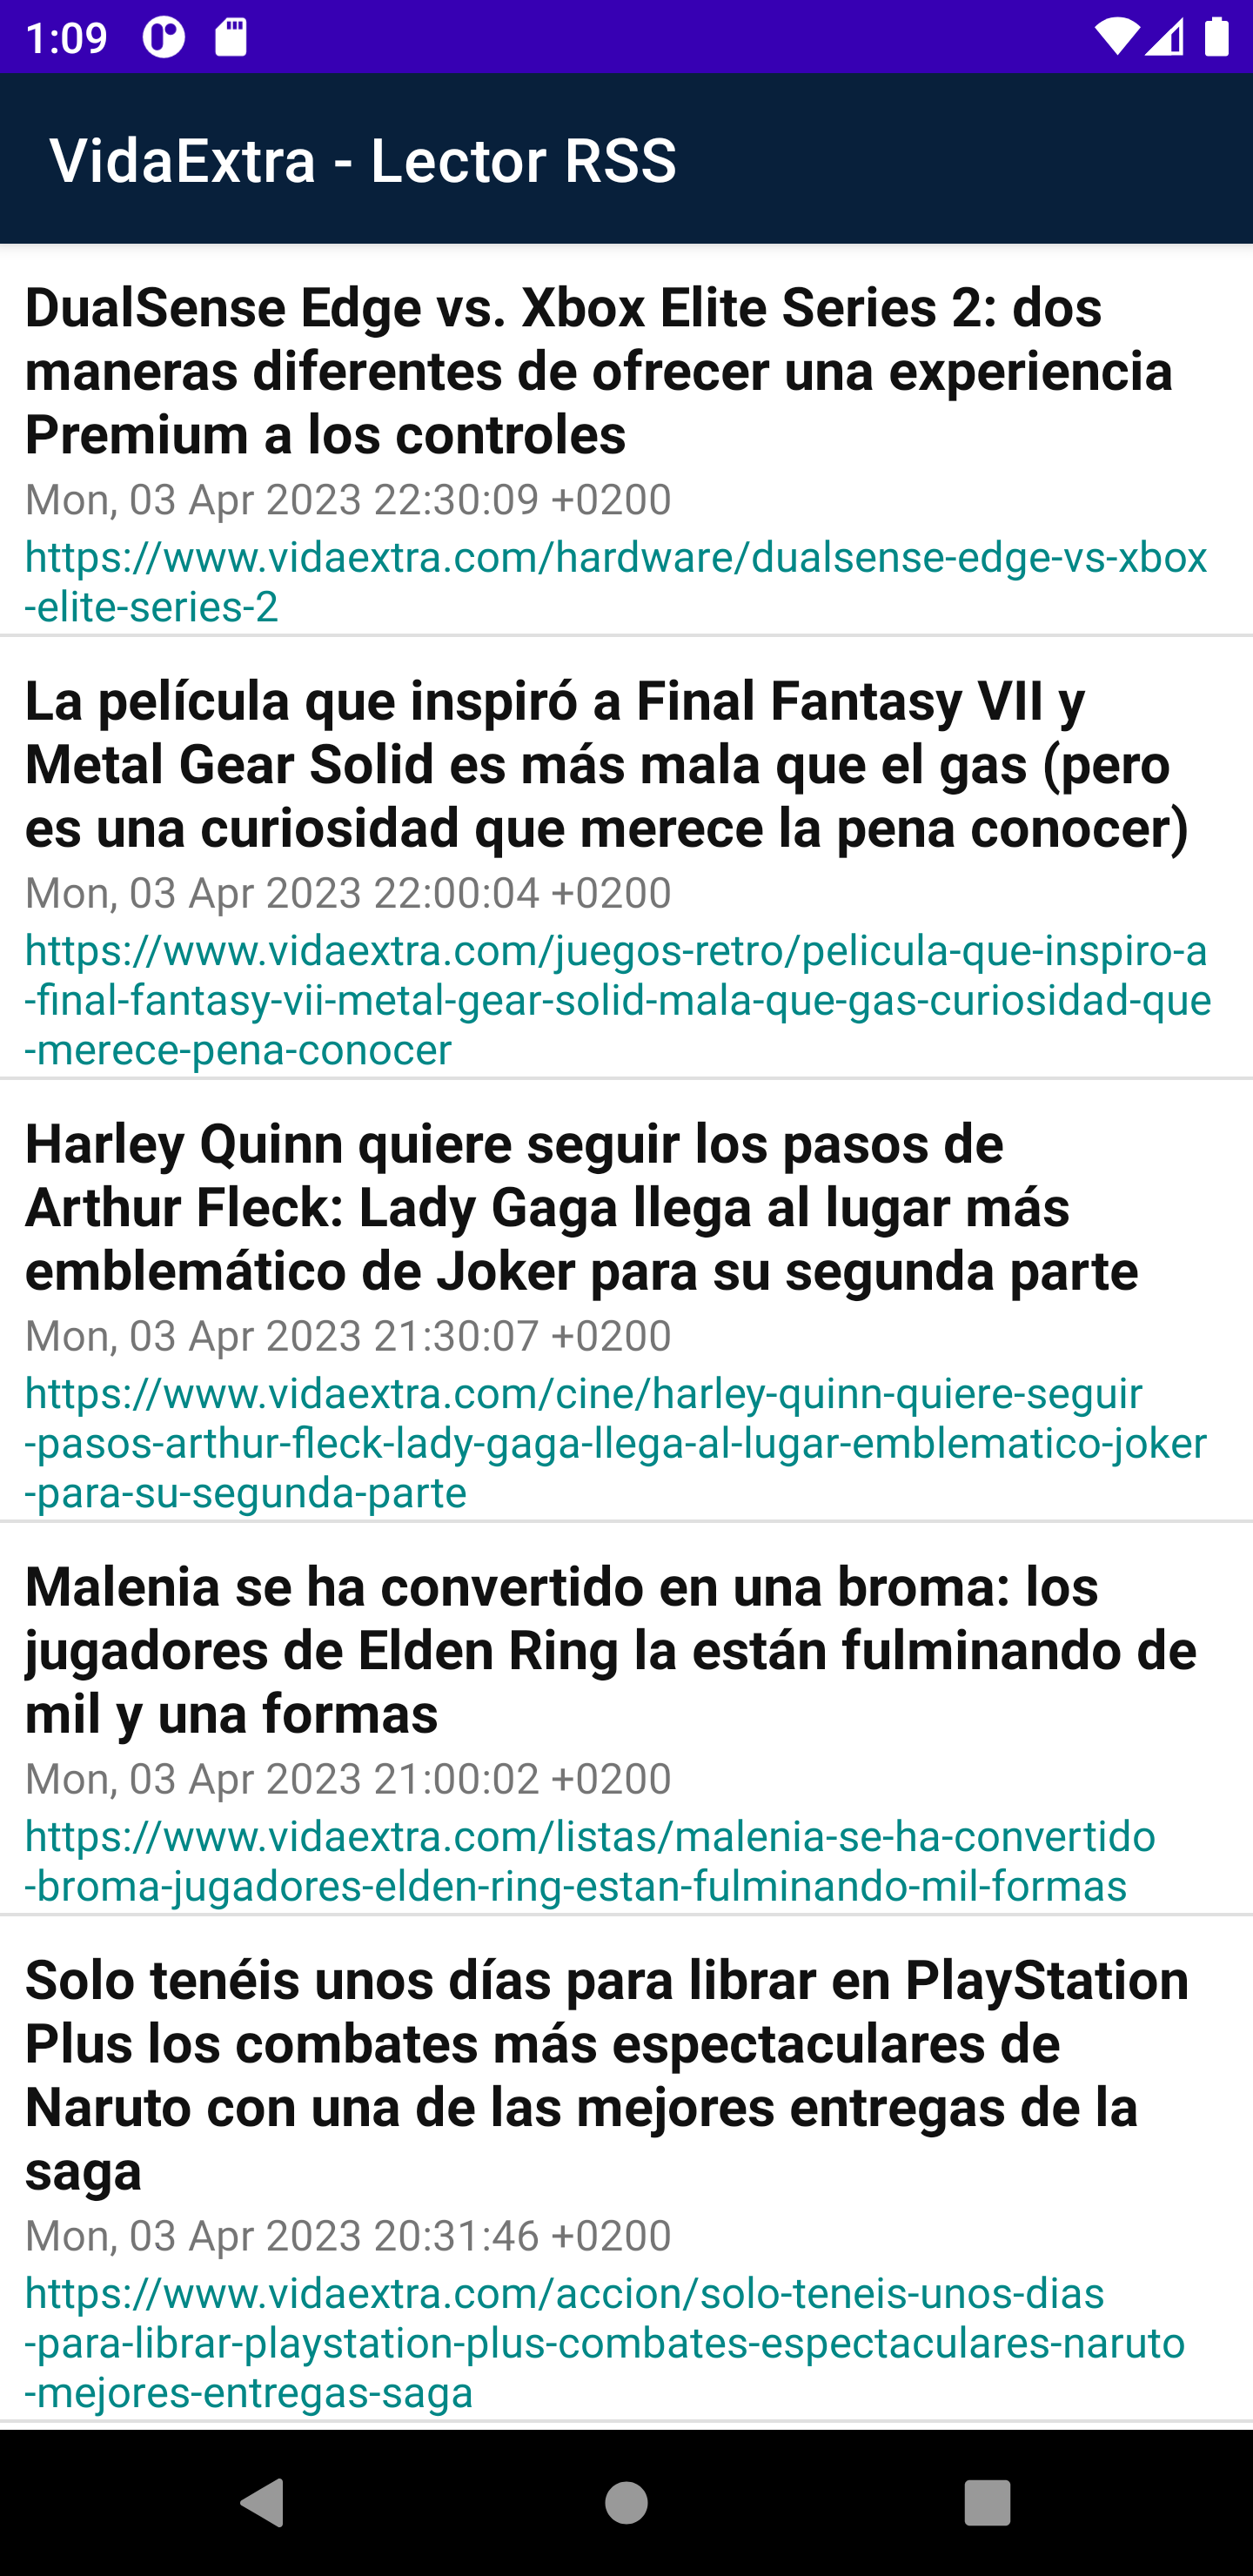 1:09
VidaExtra - Lector RSS
DualSense Edge vs. Xbox Elite Series 2: dos
maneras diferentes de ofrecer una experiencia
Premium a los controles
Mon, 03 Apr 2023 22:30:09 +0200
https://www.vidaextra.com/hardware/dualsense-edge-vs-xbox
-elite-series-2
La película que inspiró a Final Fantasy VII y
Metal Gear Solid es más mala que el gas (pero
es una curiosidad que merece la pena conocer)
Mon, 03 Apr 2023 22:00:04 +0200
https://www.vidaextra.com/juegos-retro/pelicula-que-inspiro-a
-final-fantasy-vii-metal-gear-solid-mala-que-gas-curiosidad-que
-merece-pena-conocer
Harley Quinn quiere seguir los pasos de
Arthur Fleck: Lady Gaga llega al lugar más
emblemático de Joker para su segunda parte
Mon, 03 Apr 2023 21:30:07 +0200
https://www.vidaextra.com/cine/harley-quinn-quiere-seguir
-pasos-arthur-fleck-lady-gaga-llega-al-lugar-emblematico-joker
-para-su-segunda-parte
Malenia se ha convertido en una broma: los
jugadores de Elden Ring la están fulminando de
mil y una formas
Mon, 03 Apr 2023 21:00:02 +0200
https://www.vidaextra.com/listas/malenia-se-ha-convertido
-broma-jugadores-elden-ring-estan-fulminando-mil-formas
Solo tenéis unos días para librar en PlayStation
Plus los combates más espectaculares de
Naruto con una de las mejores entregas de la
saga
Mon, 03 Apr 2023 20:31:46 +0200
https://www.vidaextra.com/accion/solo-teneis-unos-dias
-para-librar-playstation-plus-combates-espectaculares-naruto
-mejores-entregas-saga